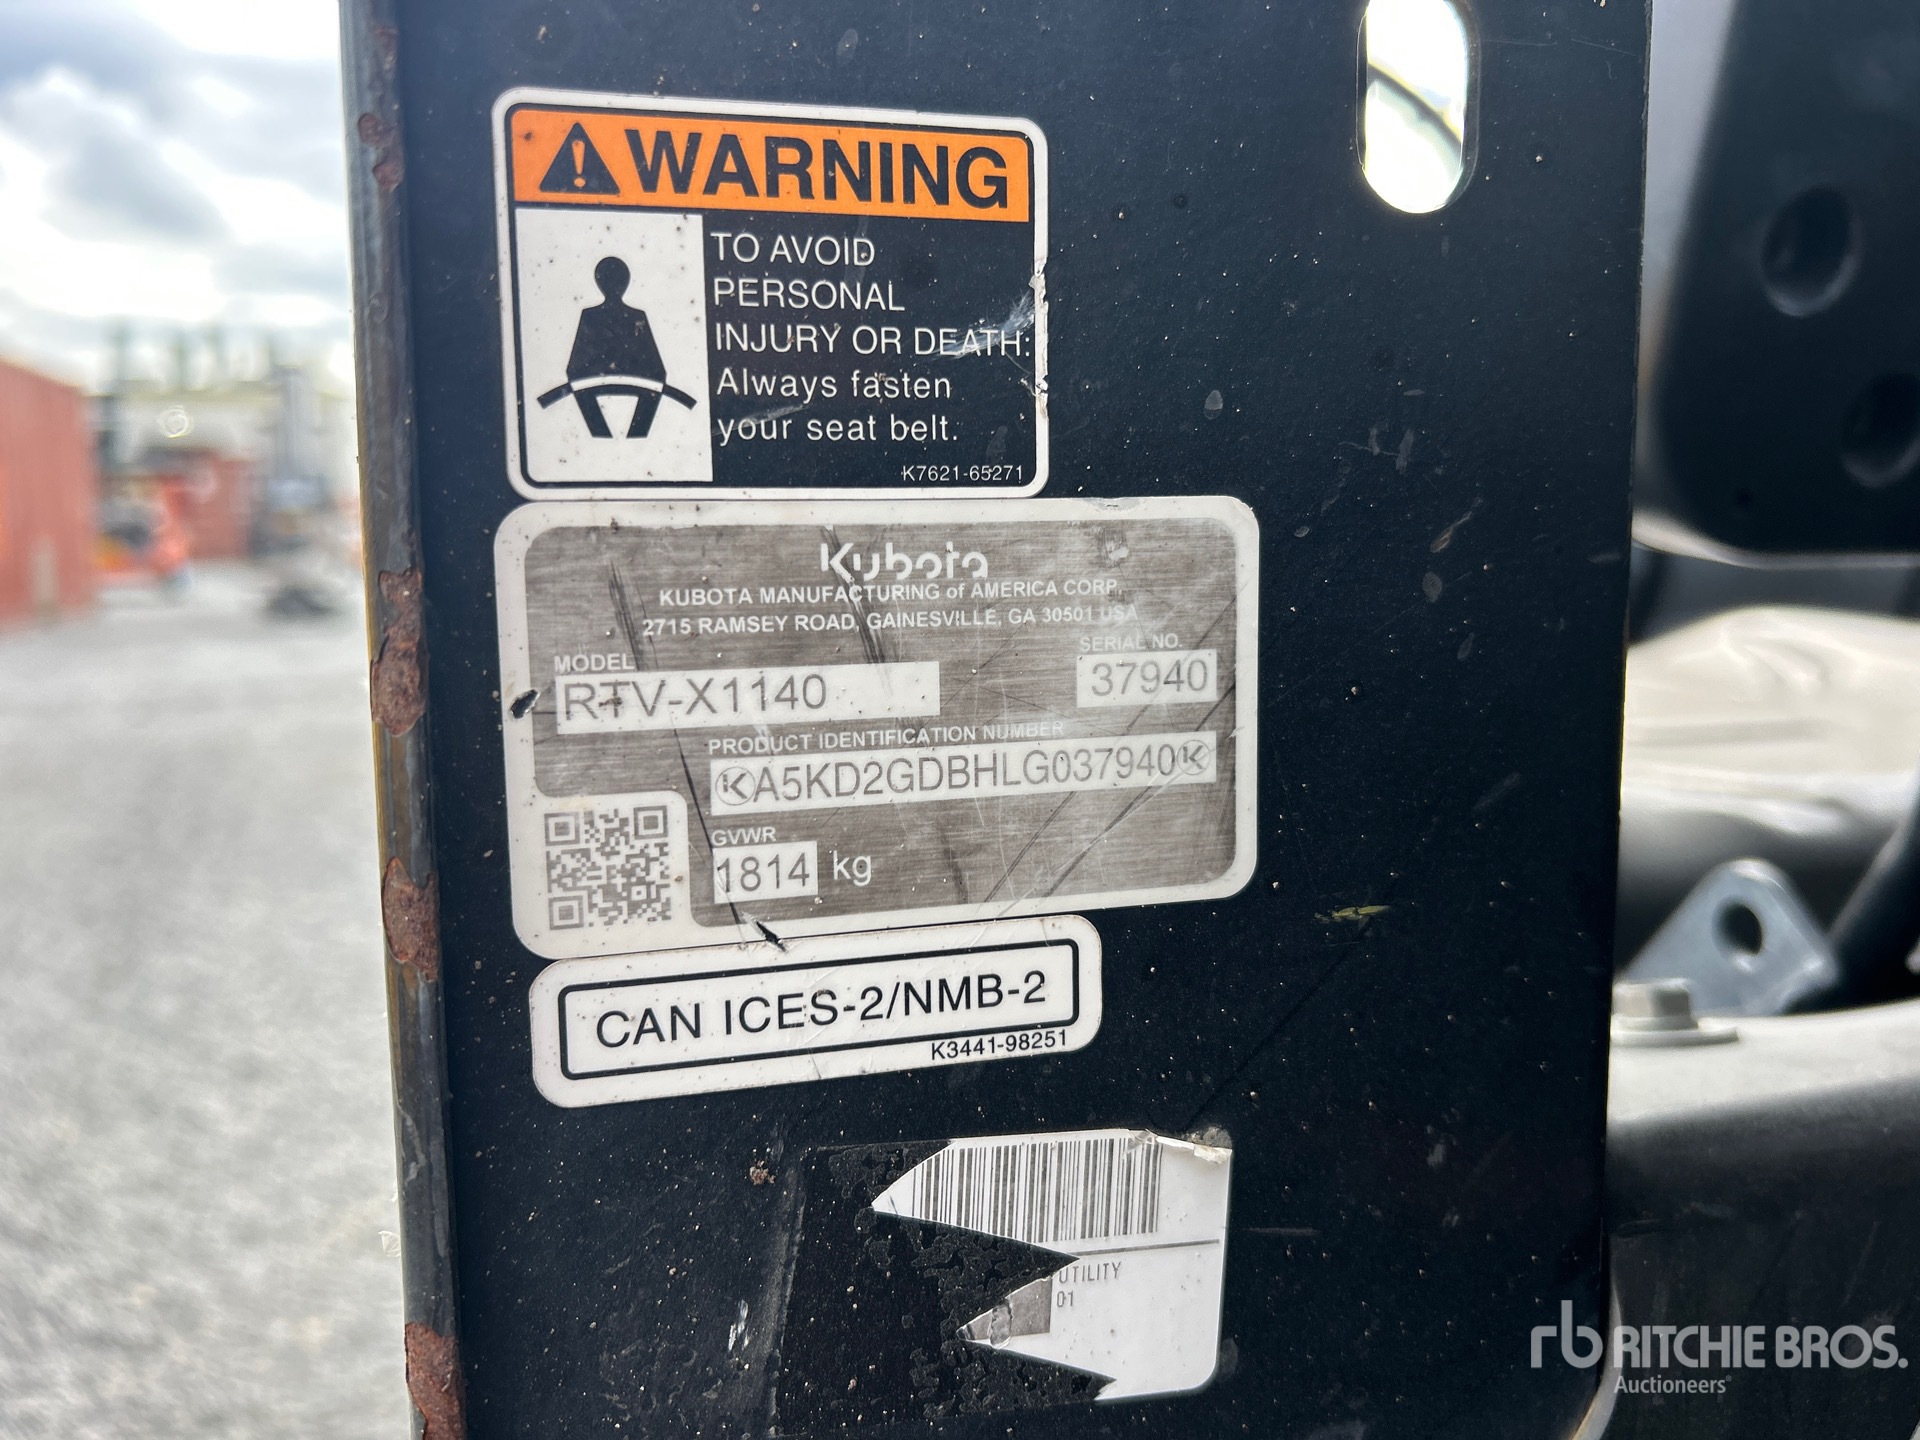 WARNING
TO AVOID
PERSONAL
INJURY OR DEATH:
Always fasten
your seat belt.
K7621-65271
Kubota
KUBOTA MANUFACTURING of AMERICA CORP.
2715 RAMSEY ROAD, GAINESVILLE, GA 30501 USA
MODEL SERIAL NO.
RTV-X1140 37940
PRODUCT IDENTIFICATION NUMBER
A5KD2GDBHLG037940
GVWR
1814 kg
CAN ICES-2/NMB-2
K3441-98251
UTILITY
01
rb RITCHIE BROS.
Auctioneers